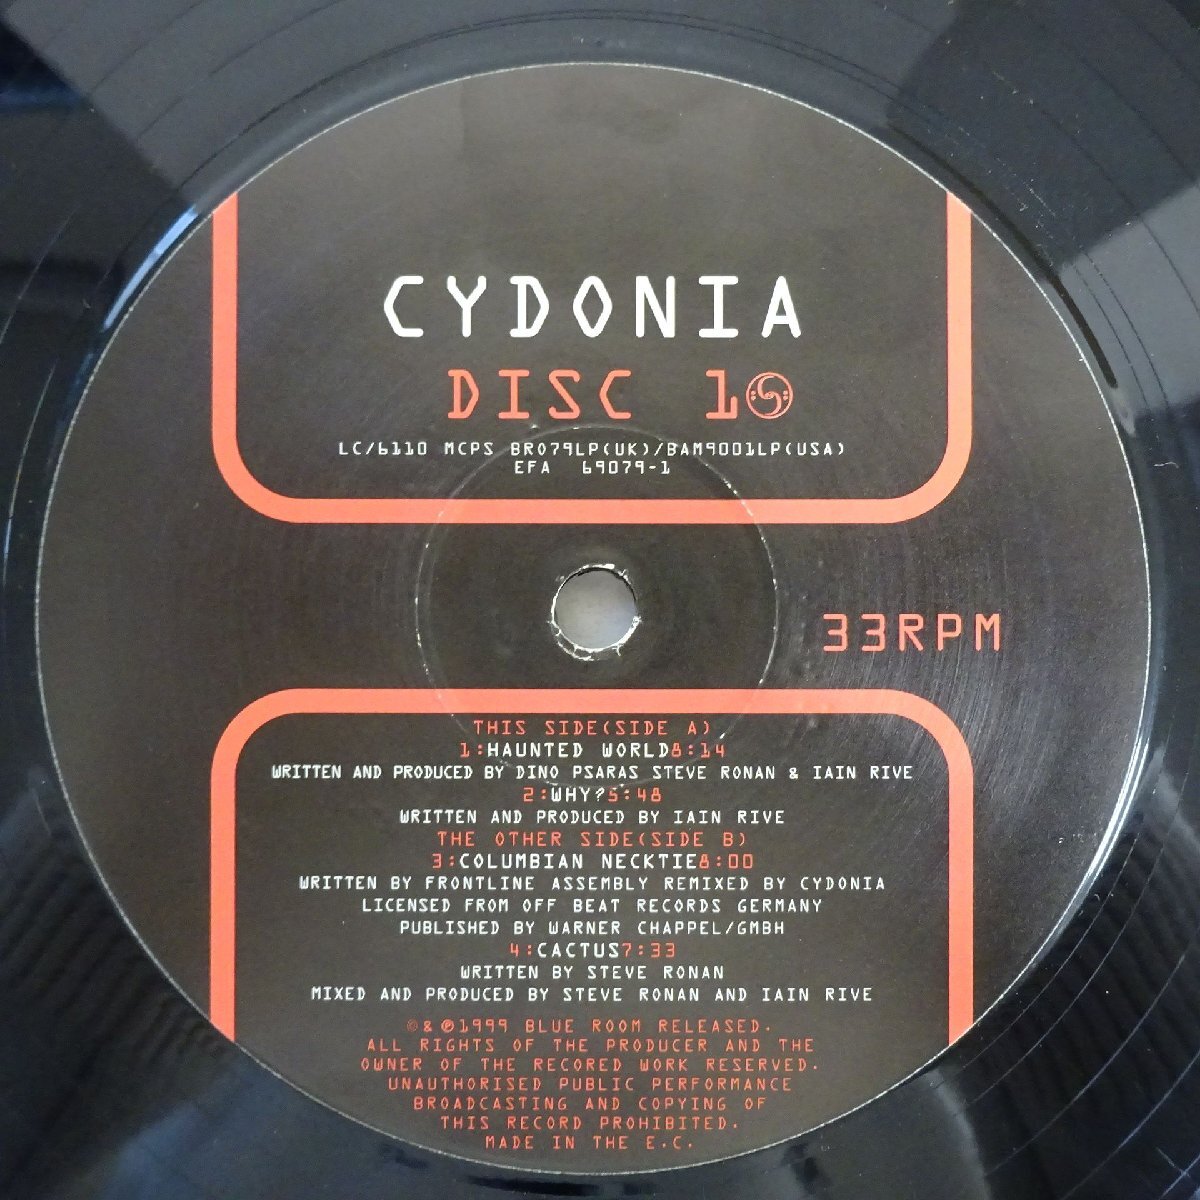 CYDONIA
DISC 1
LC/6110 MCPS BR079LP(UK)/BAM9001LP(USA)
EFA 69079-1
33RPM
THIS SIDE(SIDE A)
1:HAUNTED WORLD8:14
WRITTEN AND PRODUCED BY DINO PSARAS STEVE RONAN & IAIN RIVE
2:WHY?5:48
WRITTEN AND PRODUCED BY IAIN RIVE
THE OTHER SIDE(SIDE B)
3:COLUMBIAN NECKTIE8:00
WRITTEN BY FRONTLINE ASSEMBLY REMIXED BY CYDONIA
LICENSED FROM OFF BEAT RECORDS GERMANY
PUBLISHED BY WARNER CHAPPEL/GMBH
4:CACTUS7:33
WRITTEN BY STEVE RONAN
MIXED AND PRODUCED BY STEVE RONAN AND IAIN RIVE
©&℗1999 BLUE ROOM RELEASED.
ALL RIGHTS OF THE PRODUCER AND THE
OWNER OF THE RECORED WORK RESERVED.
UNAUTHORISED PUBLIC PERFORMANCE
BROADCASTING AND COPYING OF
THIS RECORD PROHIBITED.
MADE IN THE E.C.